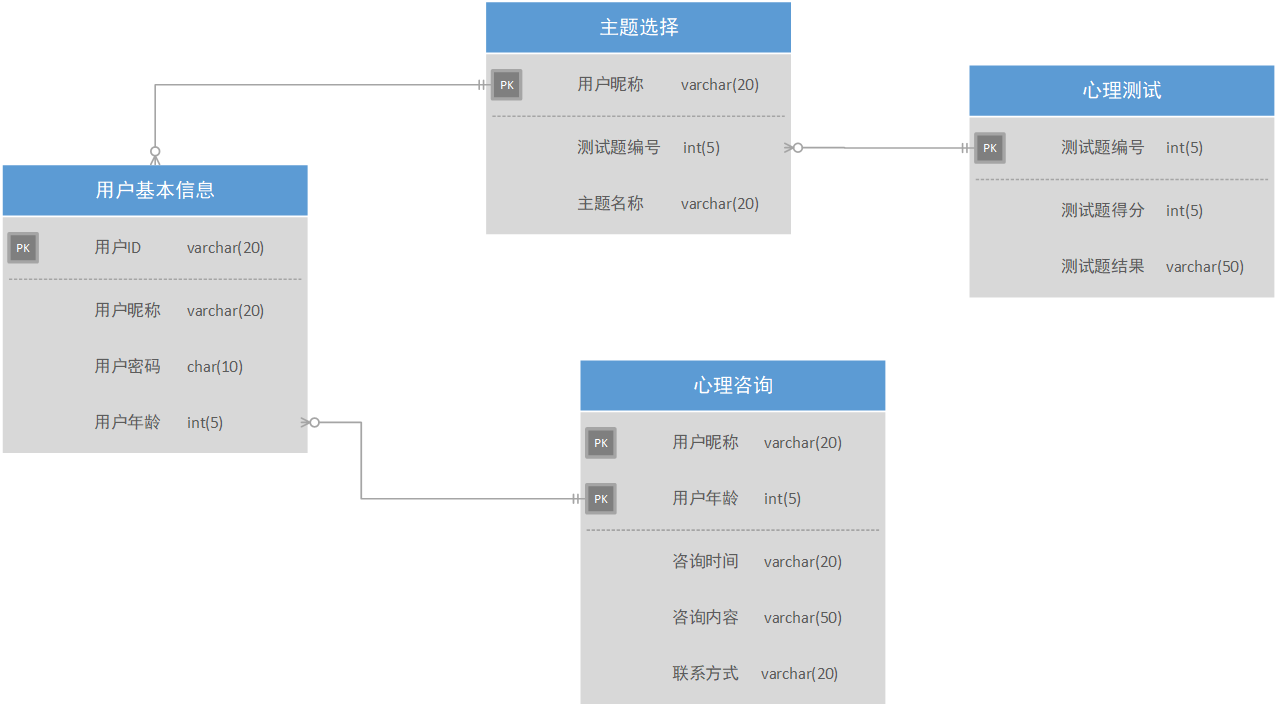 主题选择
PK 用户昵称 varchar(20)
测试题编号 int(5)
主题名称 varchar(20)
心理测试
PK 测试题编号 int(5)
测试题得分 int(5)
测试题结果 varchar(50)
用户基本信息
PK 用户ID varchar(20)
用户昵称 varchar(20)
用户密码 char(10)
用户年龄 int(5)
心理咨询
PK 用户昵称 varchar(20)
PK 用户年龄 int(5)
咨询时间 varchar(20)
咨询内容 varchar(50)
联系方式 varchar(20)